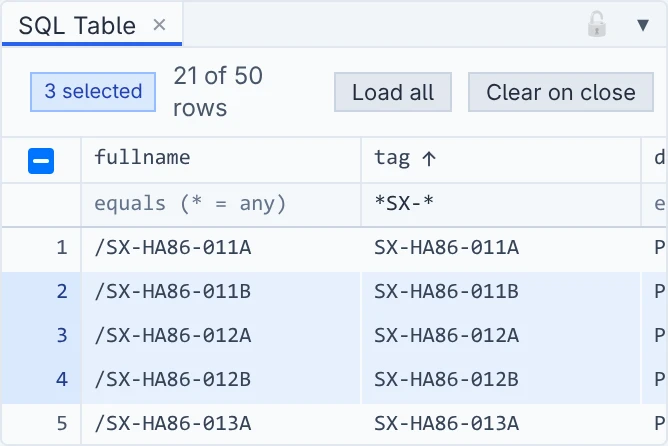 SQL Table ×
3 selected
21 of 50
rows
Load all
Clear on close
fullname tag ↑ d
equals (* = any) *SX-* e
1 /SX-HA86-011A SX-HA86-011A P
2 /SX-HA86-011B SX-HA86-011B P
3 /SX-HA86-012A SX-HA86-012A P
4 /SX-HA86-012B SX-HA86-012B P
5 /SX-HA86-013A SX-HA86-013A P